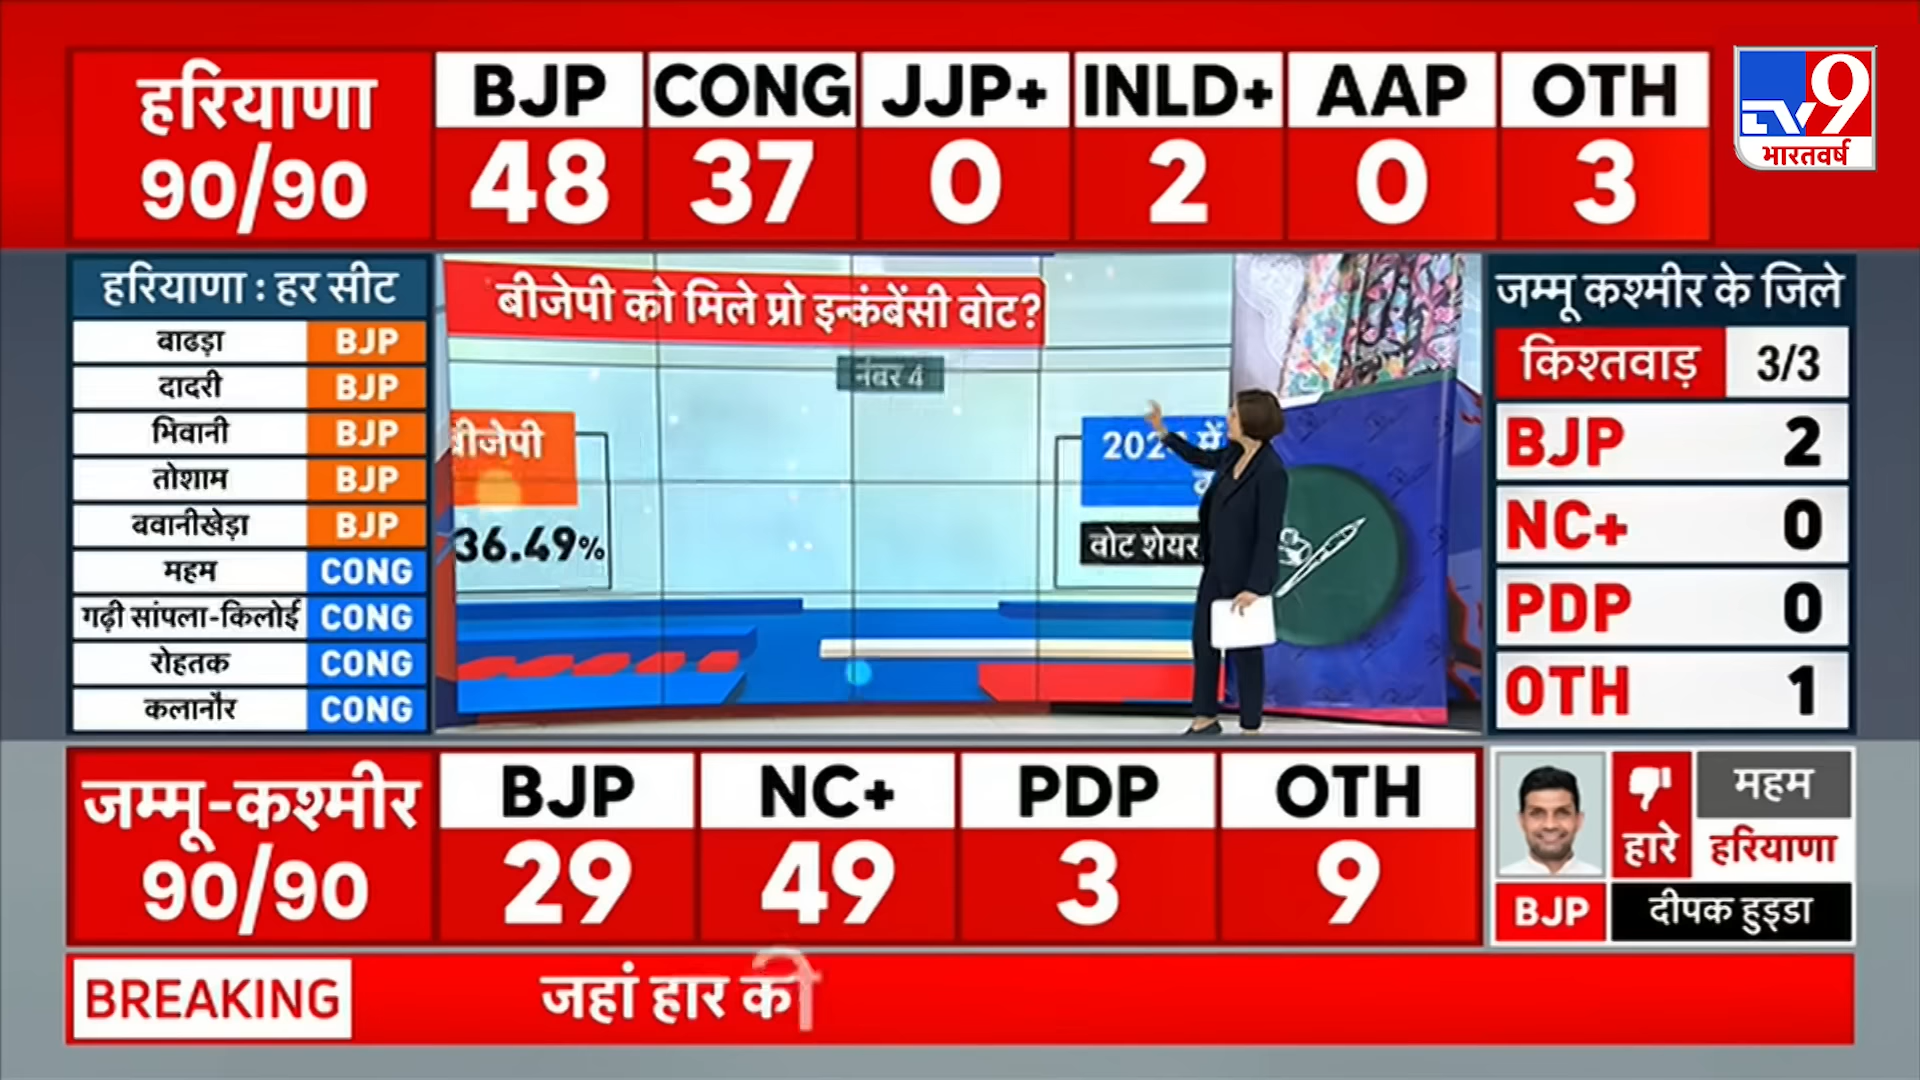 हरियाणा
90/90
BJP CONG JJP+ INLD+ AAP OTH
48 37 0 2 0 3
TV9
भारतवर्ष
हरियाणा : हर सीट
बाढड़ा BJP
दादरी BJP
भिवानी BJP
तोशाम BJP
बवानीखेड़ा BJP
महम CONG
गढ़ी सांपला-किलोई CONG
रोहतक CONG
कलानौर CONG
बीजेपी को मिले प्रो इन्कंबेंसी वोट?
नंबर 4
बीजेपी
36.49%
में
वोट शेयर
जम्मू कश्मीर के जिले
किश्तवाड़ 3/3
BJP 2
NC+ 0
PDP 0
OTH 1
जम्मू-कश्मीर
90/90
BJP NC+ PDP OTH
29 49 3 9
महम
हारे हरियाणा
BJP दीपक हुड्डा
BREAKING जहां हार की